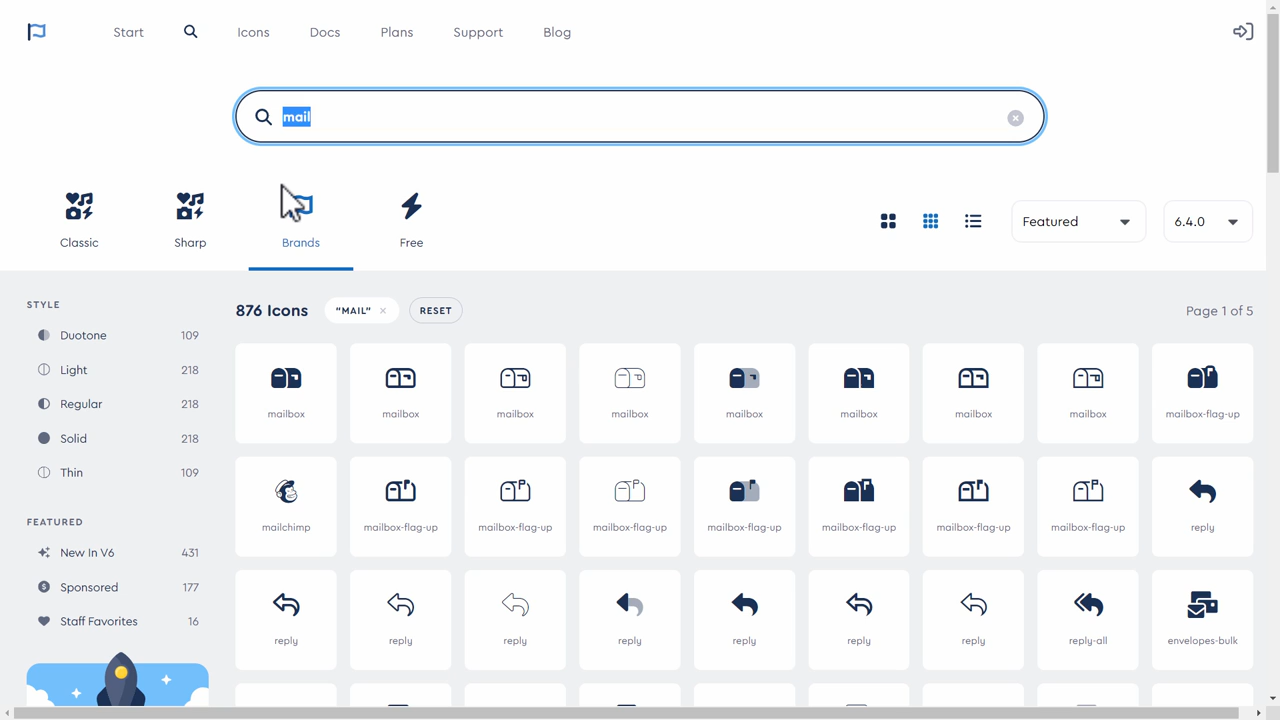 Start
Icons
Docs
Plans
Support
Blog
mail
Classic
Sharp
Brands
Free
Featured
6.4.0
STYLE
Duotone 109
Light 218
Regular 218
Solid 218
Thin 109
FEATURED
New In V6 431
Sponsored 177
Staff Favorites 16
876 Icons
"MAIL" ×
RESET
Page 1 of 5
mailbox
mailbox
mailbox
mailbox
mailbox
mailbox
mailbox
mailbox
mailbox-flag-up
mailchimp
mailbox-flag-up
mailbox-flag-up
mailbox-flag-up
mailbox-flag-up
mailbox-flag-up
mailbox-flag-up
mailbox-flag-up
reply
reply
reply
reply
reply
reply
reply
reply
reply-all
envelopes-bulk